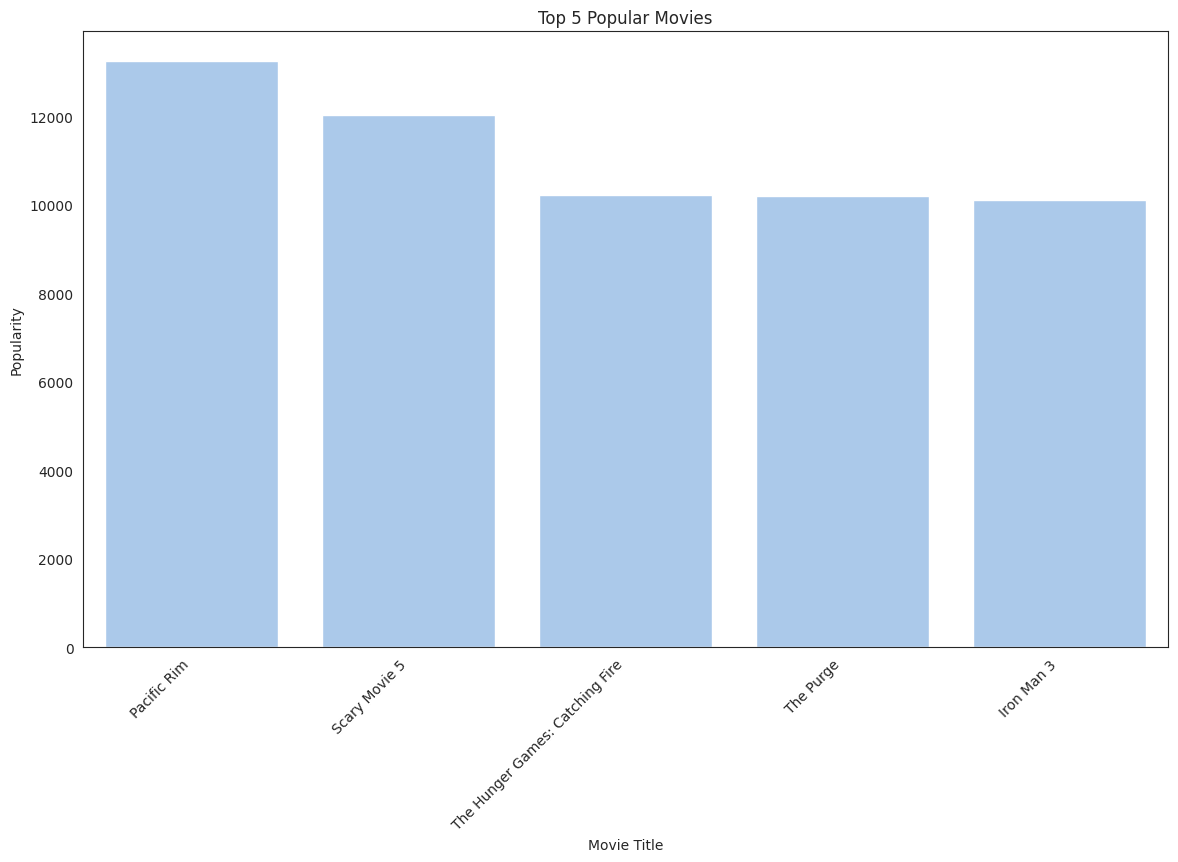 Top 5 Popular Movies
Popularity
12000
10000
8000
6000
4000
2000
0
Pacific Rim
Scary Movie 5
The Hunger Games: Catching Fire
The Purge
Iron Man 3
Movie Title